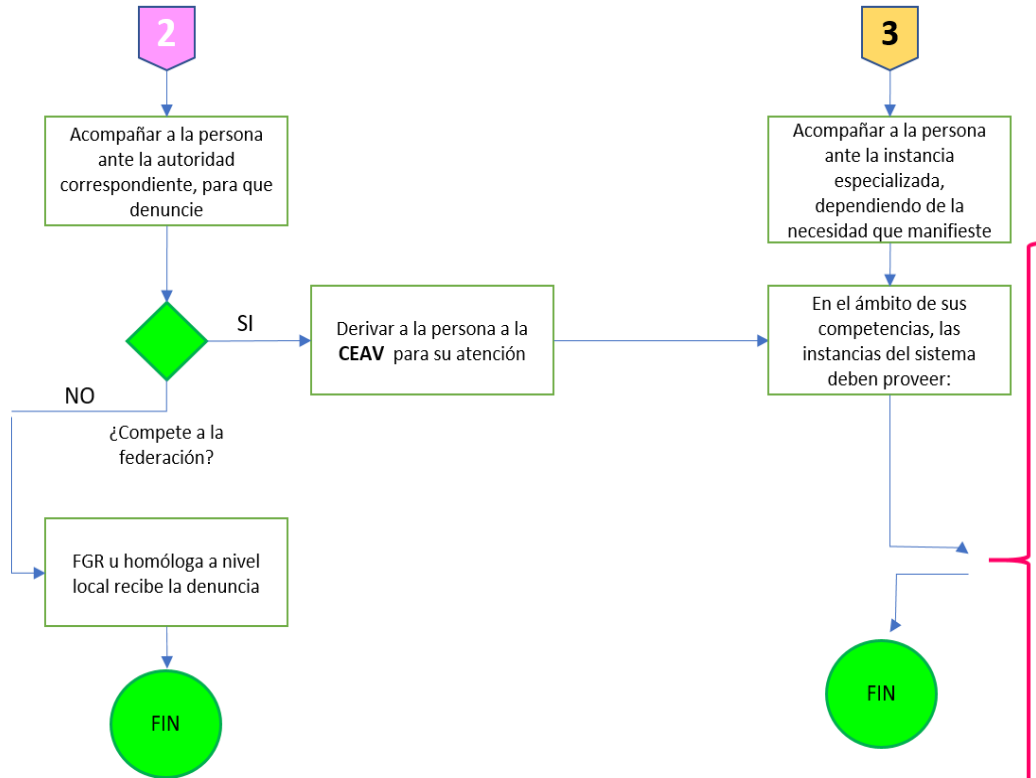 2
Acompañar a la persona
ante la autoridad
correspondiente, para que
denuncie
SI
Derivar a la persona a la
CEAV para su atención
NO
¿Compete a la
federación?
FGR u homóloga a nivel
local recibe la denuncia
FIN
3
Acompañar a la persona
ante la instancia
especializada,
dependiendo de la
necesidad que manifieste
En el ámbito de sus
competencias, las
instancias del sistema
deben proveer:
FIN